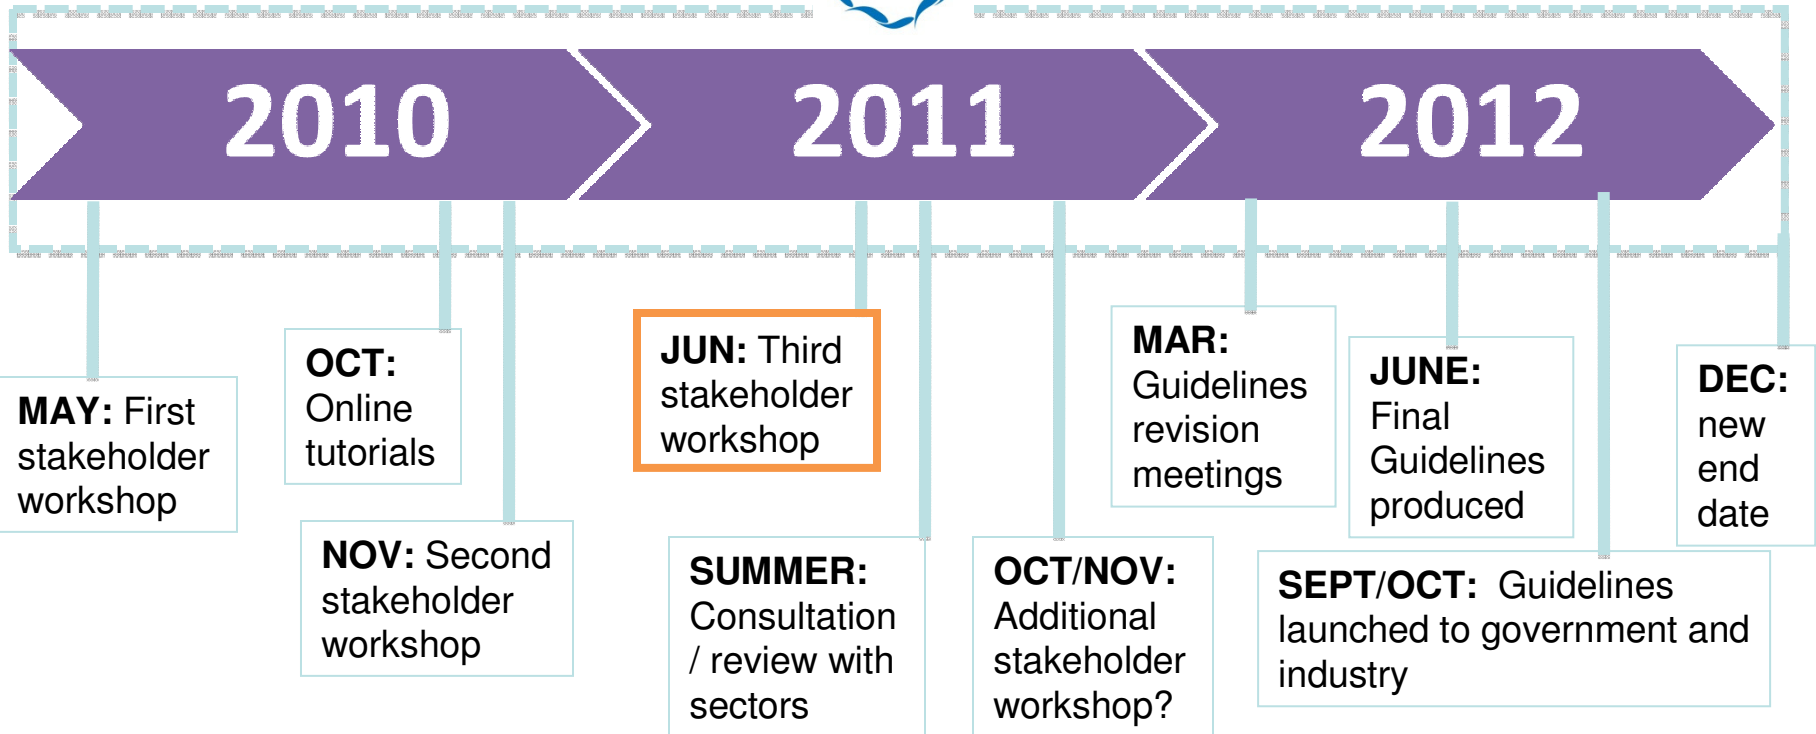 2010
2011
2012
MAY: First
stakeholder
workshop
OCT:
Online
tutorials
NOV: Second
stakeholder
workshop
JUN: Third
stakeholder
workshop
SUMMER:
Consultation
/ review with
sectors
OCT/NOV:
Additional
stakeholder
workshop?
MAR:
Guidelines
revision
meetings
JUNE:
Final
Guidelines
produced
SEPT/OCT: Guidelines
launched to government and
industry
DEC:
new
end
date